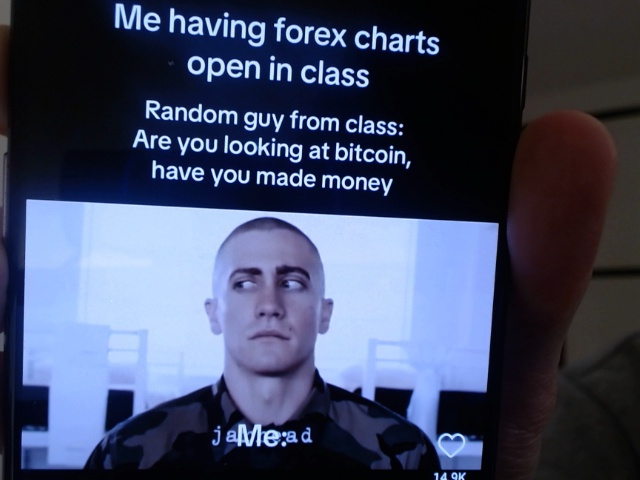 Me having forex charts
open in class
Random guy from class:
Are you looking at bitcoin,
have you made money
Me:
14.9K